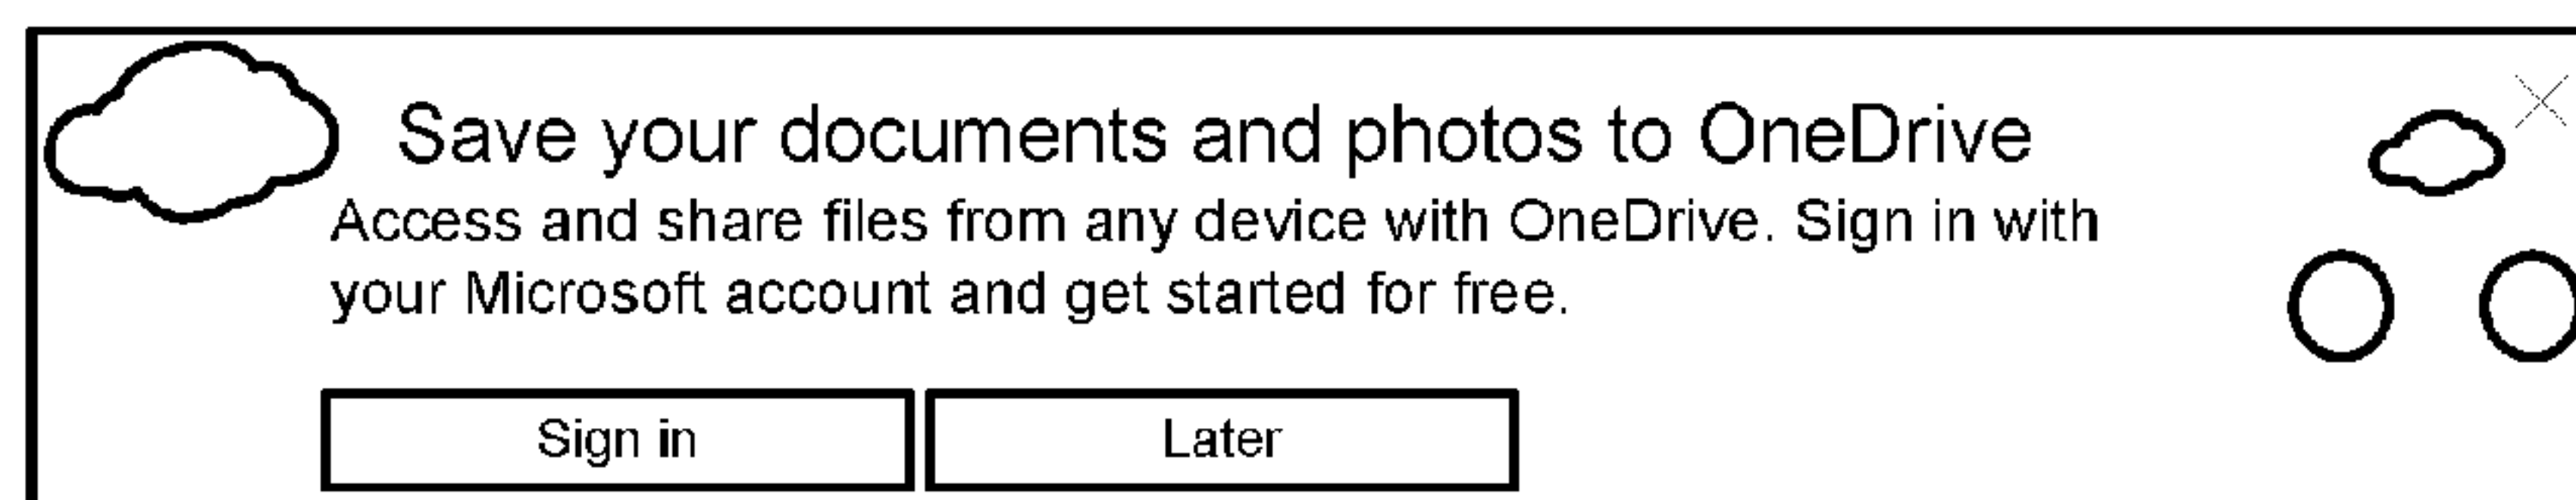 Save your documents and photos to OneDrive
Access and share files from any device with OneDrive. Sign in with
your Microsoft account and get started for free.
Sign in
Later